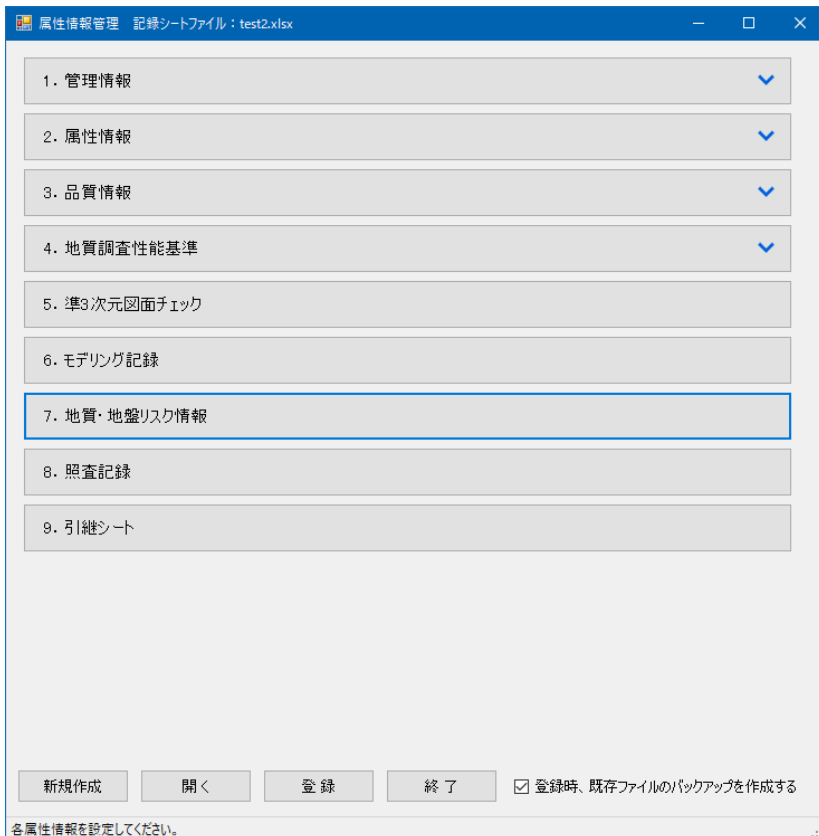 属性情報管理 記録シートファイル：test2.xlsx
1. 管理情報
2. 属性情報
3. 品質情報
4. 地質調査性能基準
5. 準3次元図面チェック
6. モデリング記録
7. 地質・地盤リスク情報
8. 照査記録
9. 引継シート
新規作成 開く 登 録 終 了 登録時、既存ファイルのバックアップを作成する
各属性情報を設定してください。